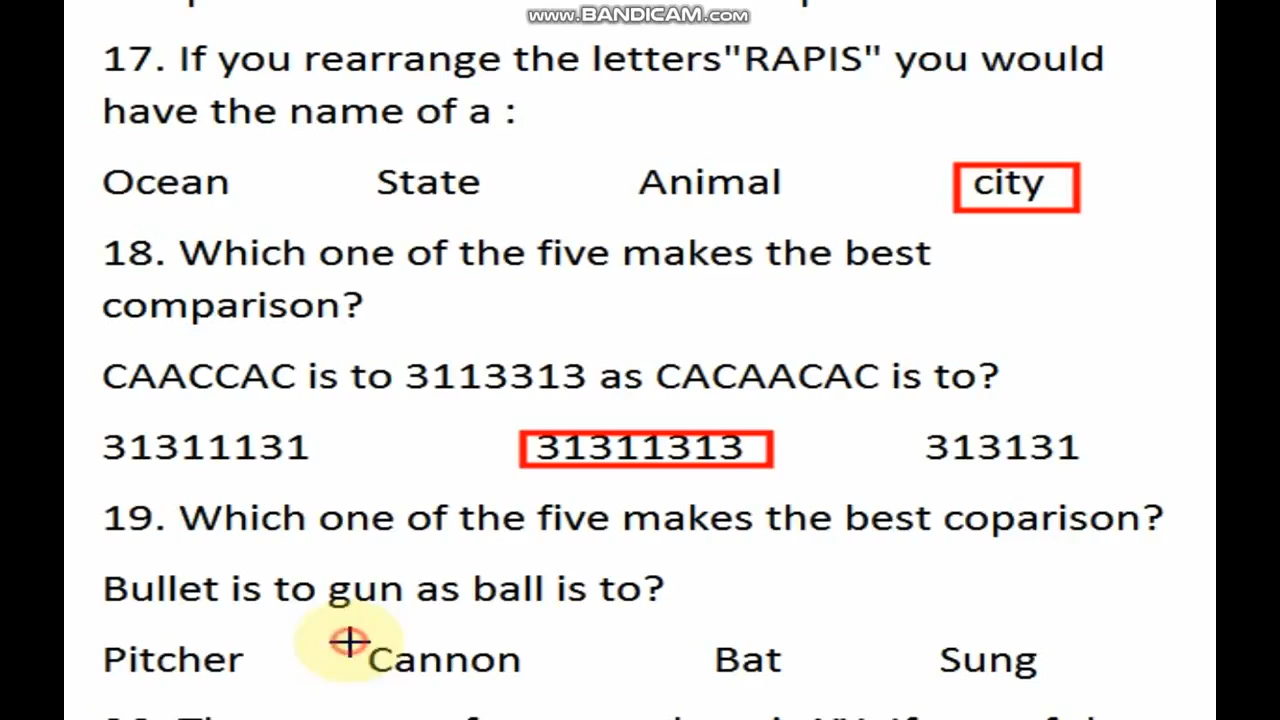 www.BANDICAM.com
17. If you rearrange the letters"RAPIS" you would
have the name of a :
Ocean State Animal city
18. Which one of the five makes the best
comparison?
CAACCAC is to 3113313 as CACAACAC is to?
31311131 31311313 313131
19. Which one of the five makes the best coparison?
Bullet is to gun as ball is to?
Pitcher Cannon Bat Sung